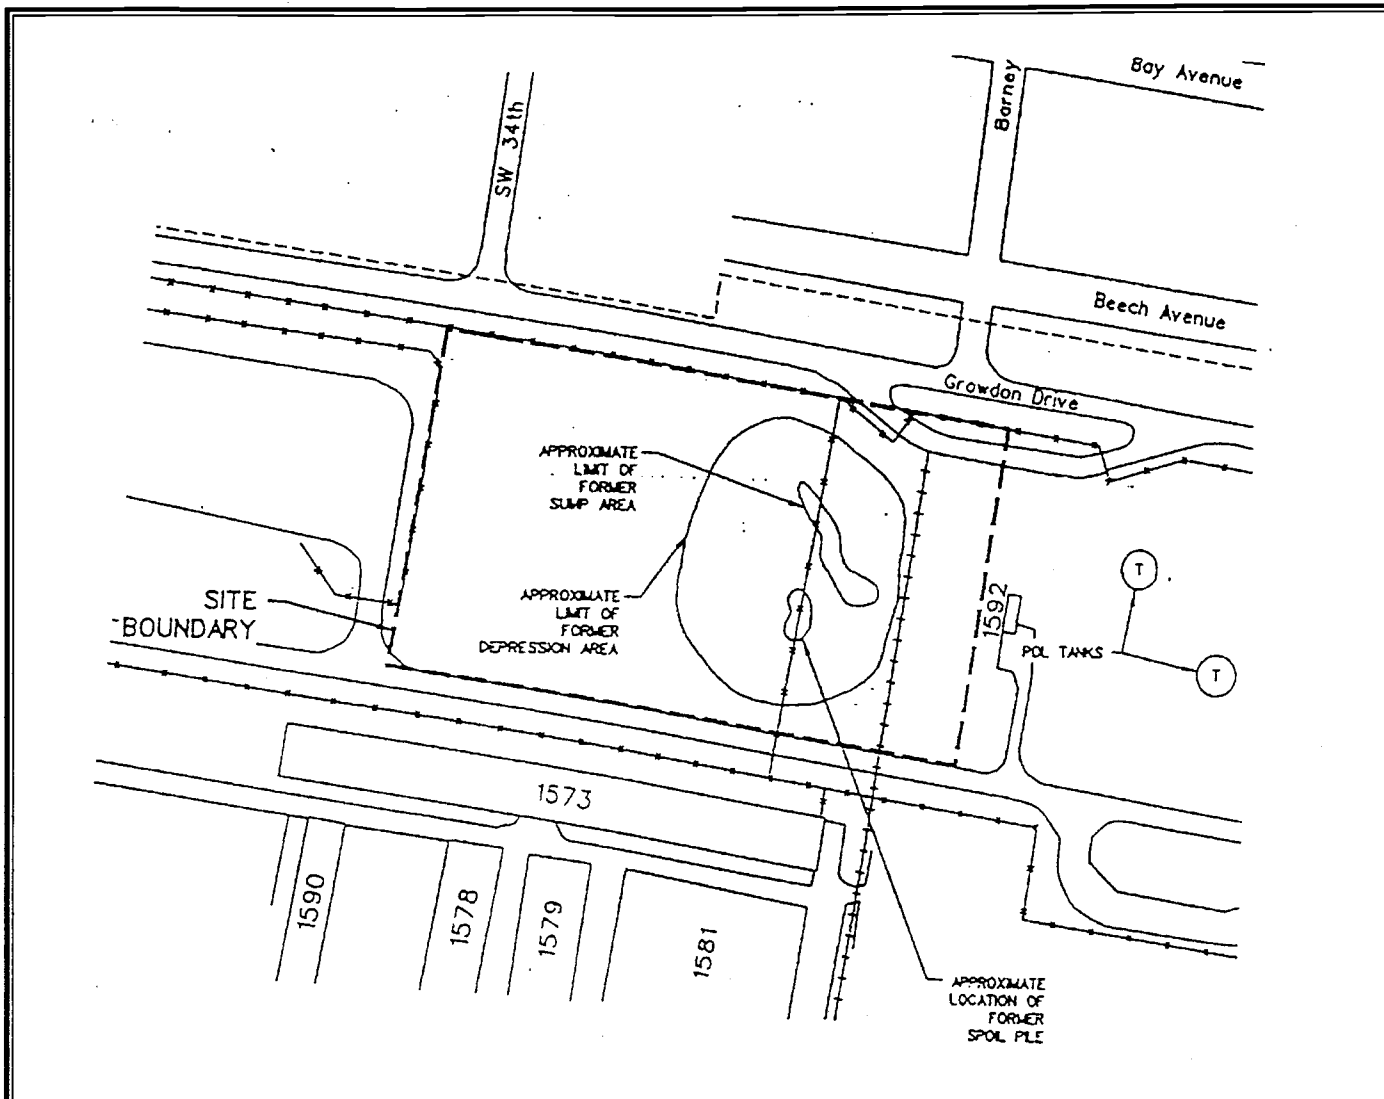 Bay Avenue
Barney
SW 34th
Beech Avenue
Growdon Drive
APPROXIMATE
LIMIT OF
FORMER
SUMP AREA
APPROXIMATE
LIMIT OF
FORMER
DEPRESSION AREA
SITE
BOUNDARY
1592
POL TANKS
T
T
1573
1590
1578
1579
1581
APPROXIMATE
LOCATION OF
FORMER
SPOIL PILE